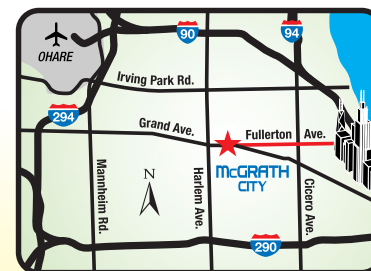 90
94
OHARE
Irving Park Rd.
294
Grand Ave.
Fullerton Ave.
McGRATH
CITY
N
Mannheim Rd.
Harlem Ave.
Cicero Ave.
290